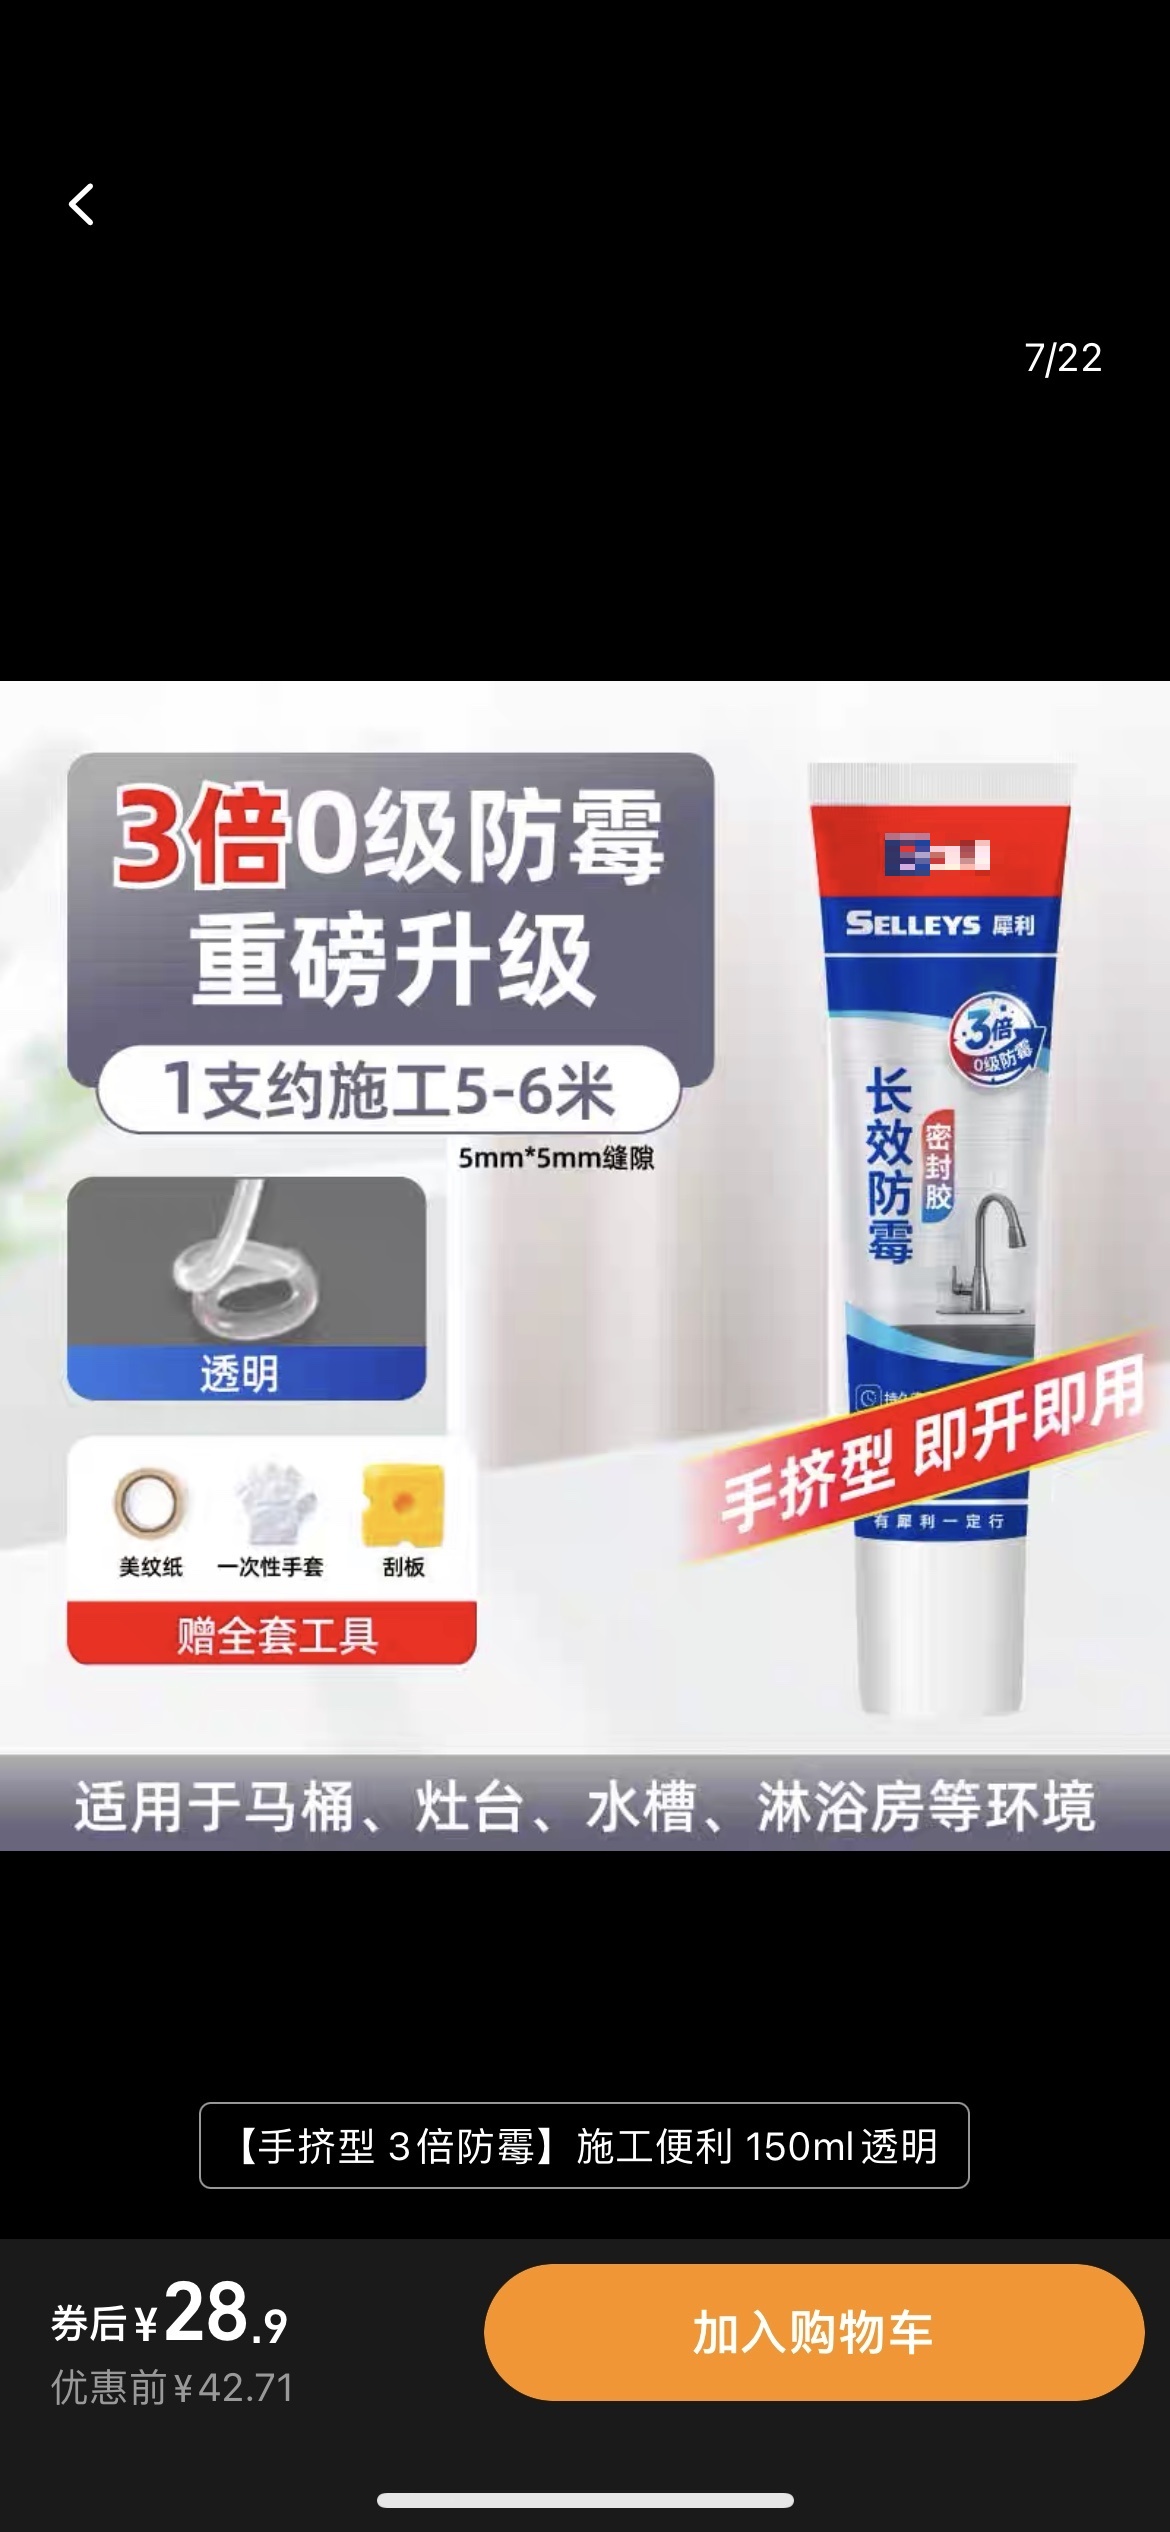 7/22
3倍0级防霉
重磅升级
1支约施工5-6米
5mm*5mm缝隙
透明
美纹纸 一次性手套 刮板
赠全套工具
SELLEYS 犀利
3倍
0级防霉
长效防霉
密封胶
手挤型 即开即用
有犀利一定行
适用于马桶、灶台、水槽、淋浴房等环境
【手挤型 3倍防霉】施工便利 150ml透明
券后¥28.9
优惠前¥42.71
加入购物车